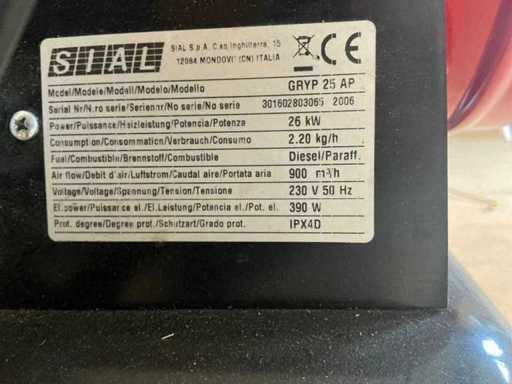 SIAL
SIAL S.p.A. C.so Inghilterra, 15
12084 MONDOVI' (CN) ITALIA
CE
Model/Modele/Modell/Modelo/Modello GRYP 25 AP
Serial Nr/N.ro serie/Seriennr/No serie/No serie 301602803065 2006
Power/Puissance/Heizleistung/Potencia/Potenza 26 kW
Consumption/Consommation/Verbrauch/Consumo 2.20 kg/h
Fuel/Combustible/Brennstoff/Combustible Diesel/Paraff.
Air flow/Debit d'air/Luftstrom/Caudal aire/Portata aria 900 m³/h
Voltage/Voltage/Spannung/Tension/Tensione 230 V 50 Hz
El.power/Puissance el./El.Leistung/Potencia el./Pot. el. 390 W
Prot. degree/Degree prot./Schutzart/Grado prot. IPX4D